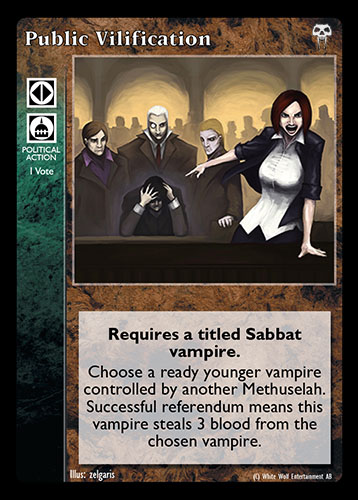 Public Vilification
POLITICAL
ACTION
1 Vote
Requires a titled Sabbat
vampire.
Choose a ready younger vampire
controlled by another Methuselah.
Successful referendum means this
vampire steals 3 blood from the
chosen vampire.
Illus: zelgaris
(C) White Wolf Entertainment AB